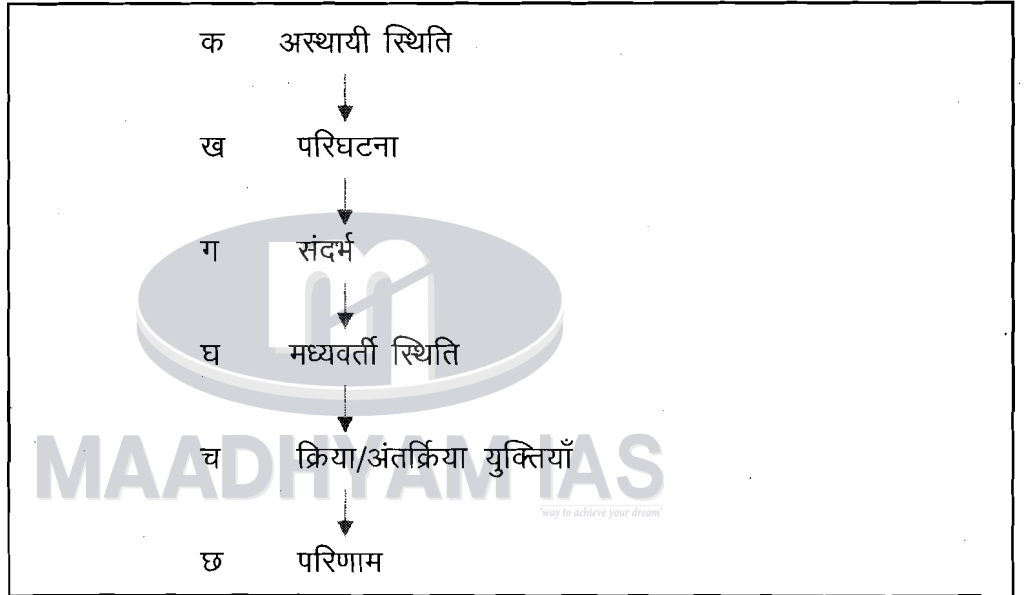 क अस्थायी स्थिति
ख परिघटना
ग संदर्भ
घ मध्यवर्ती स्थिति
च क्रिया/अंतर्क्रिया युक्तियाँ
MAADHYAM IAS
'way to achieve your dream'
छ परिणाम